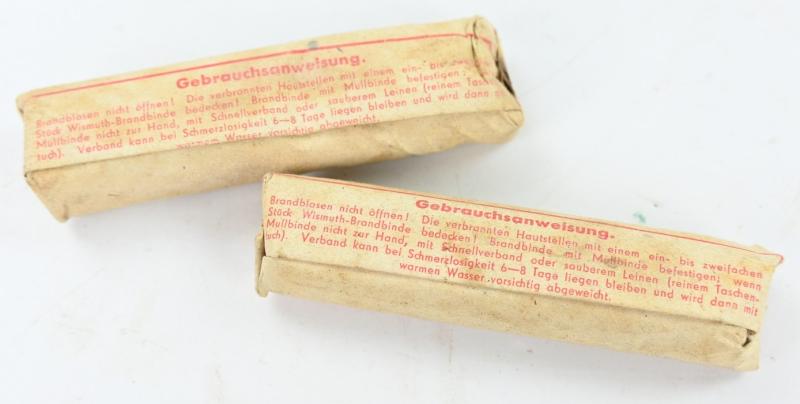 Gebrauchsanweisung.
Brandblasen nicht öffnen! Die verbrannten Hautstellen mit einem ein- bis
Stück Wismuth-Brandbinde bedecken! Brandbinde mit Mullbinde befestigen;
Mullbinde nicht zur Hand, mit Schnellverband oder sauberem Leinen (reinem Taschen-
tuch). Verband kann bei Schmerzlosigkeit 6—8 Tage liegen bleiben und wird dann m
Wasser vorsichtig abgeweicht.
Gebrauchsanweisung.
Brandblasen nicht öffnen! Die verbrannten Hautstellen mit einem ein- bis zweifachen
Stück Wismuth-Brandbinde bedecken! Brandbinde mit Mullbinde befestigen; wenn
Mullbinde nicht zur Hand, mit Schnellverband oder sauberem Leinen (reinem Taschen-
tuch). Verband kann bei Schmerzlosigkeit 6—8 Tage liegen bleiben und wird dann mit
warmen Wasser vorsichtig abgeweicht.